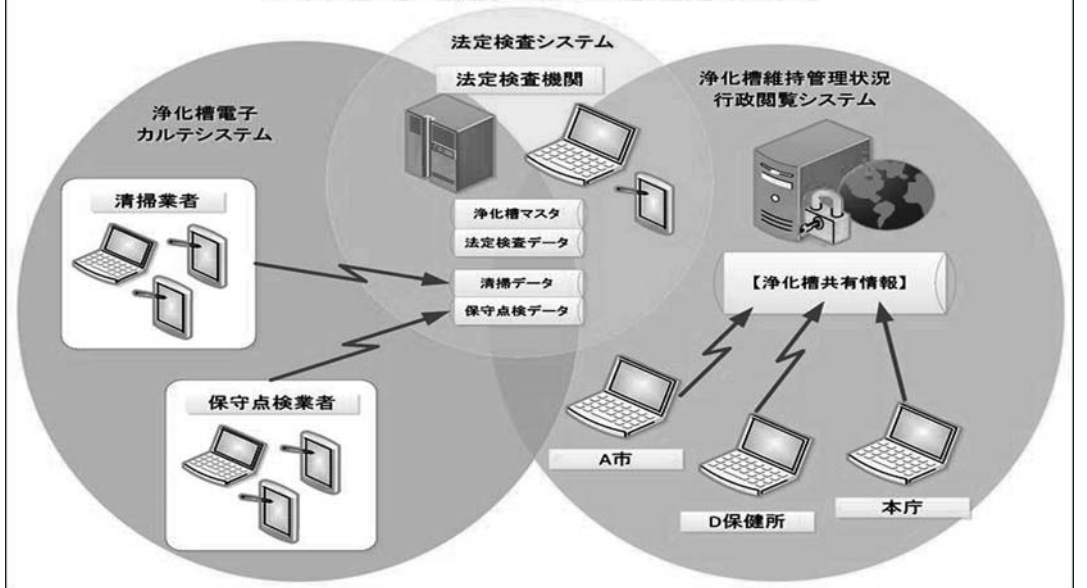 法定検査システム
法定検査機関
浄化槽電子
カルテシステム
浄化槽維持管理状況
行政閲覧システム
清掃業者
浄化槽マスタ
法定検査データ
清掃データ
保守点検データ
【浄化槽共有情報】
保守点検業者
A市
D保健所
本庁